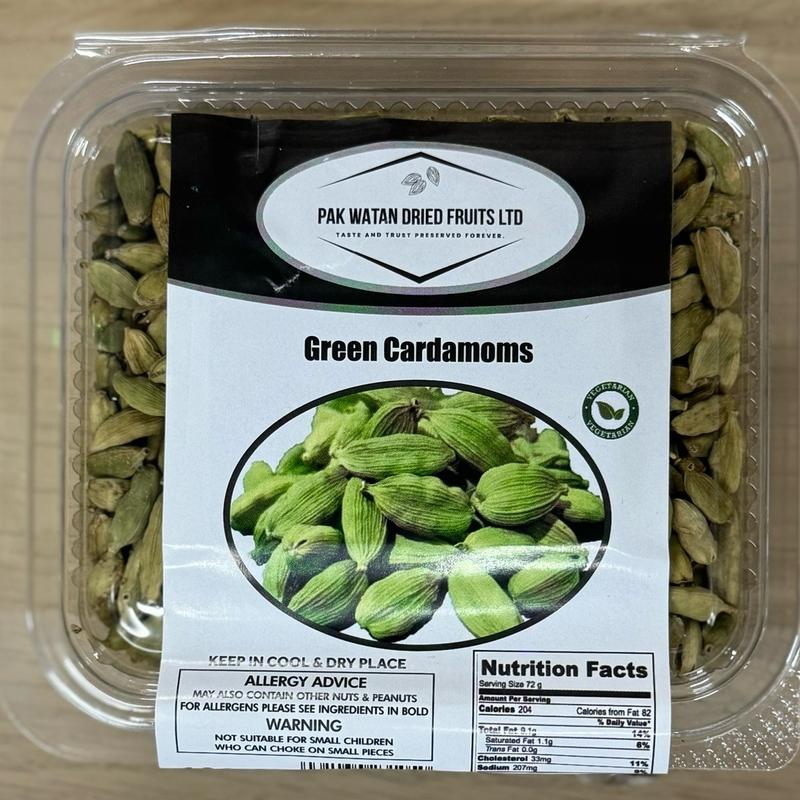 PAK WATAN DRIED FRUITS LTD
TASTE AND TRUST PRESERVED FOREVER.
Green Cardamoms
VEGETARIAN
VEGETARIAN
KEEP IN COOL & DRY PLACE
ALLERGY ADVICE
MAY ALSO CONTAIN OTHER NUTS & PEANUTS
FOR ALLERGENS PLEASE SEE INGREDIENTS IN BOLD
WARNING
NOT SUITABLE FOR SMALL CHILDREN
WHO CAN CHOKE ON SMALL PIECES
Nutrition Facts
Serving Size 72 g
Amount Per Serving
Calories 204 Calories from Fat 82
% Daily Value*
Total Fat 9.1g 14%
Saturated Fat 1.1g 6%
Trans Fat 0.0g
Cholesterol 33mg 11%
Sodium 207mg